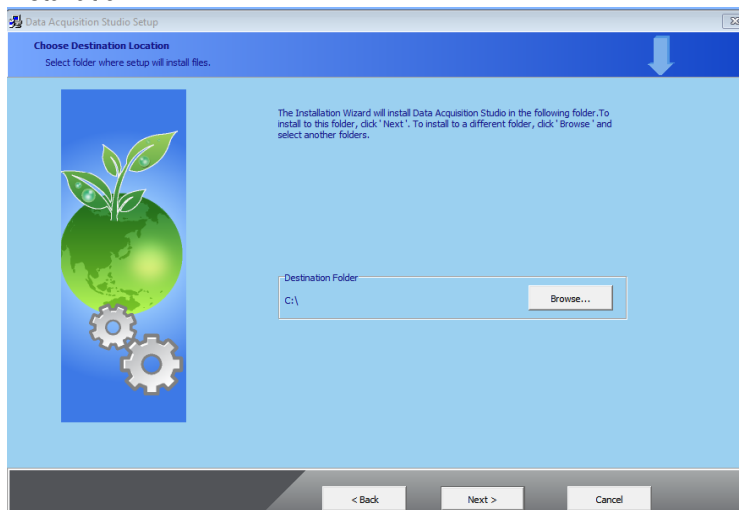 Data Acquisition Studio Setup
Choose Destination Location
Select folder where setup will install files.
The Installation Wizard will install Data Acquisition Studio in the following folder.To
install to this folder, click ' Next '. To install to a different folder, click ' Browse ' and
select another folders.
Destination Folder
C:\
Browse...
< Back
Next >
Cancel